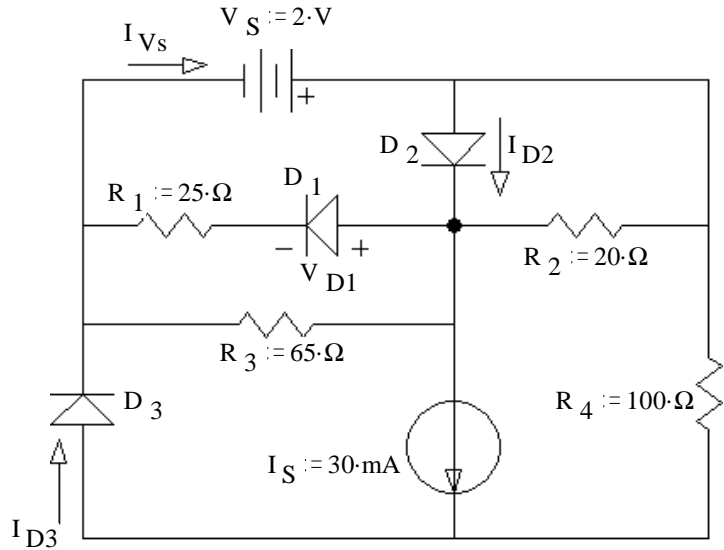 V S := 2·V
I Vs
+
D 2
I D2
R 1 := 25·Ω
D 1
− V D1 +
R 2 := 20·Ω
R 3 := 65·Ω
D 3
R 4 := 100·Ω
I S := 30·mA
I D3